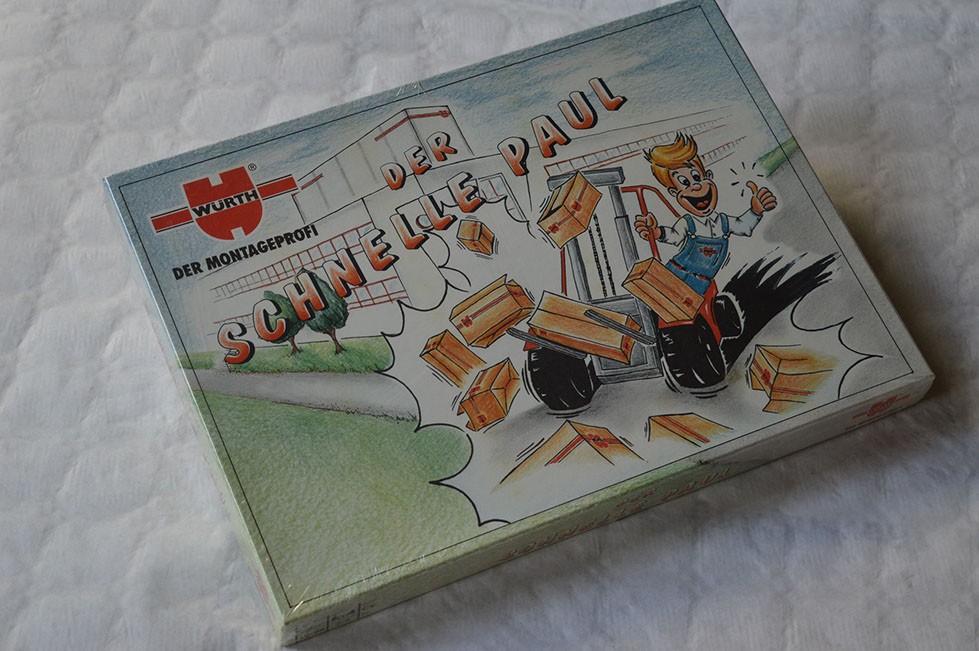 WÜRTH®
DER MONTAGEPROFI
DER
SCHNELLE PAUL